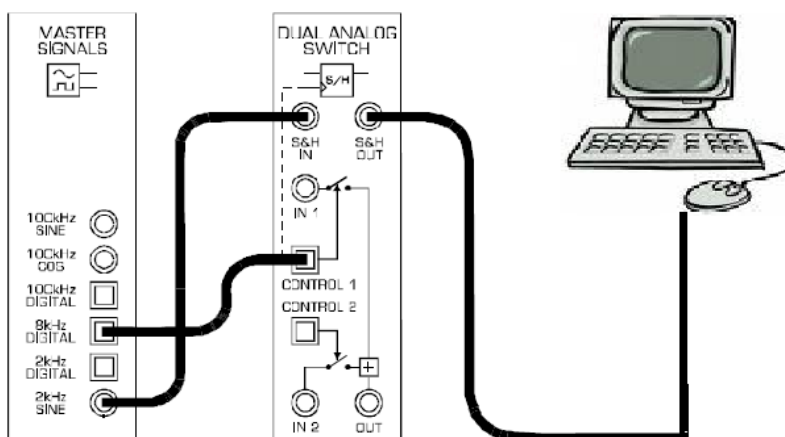 MASTER
SIGNALS
100kHz
SINE
100kHz
COS
100kHz
DIGITAL
8kHz
DIGITAL
2kHz
DIGITAL
2kHz
SINE
DUAL ANALOG
SWITCH
S/H
S&H
IN
S&H
OUT
IN 1
CONTROL 1
CONTROL 2
IN 2
OUT